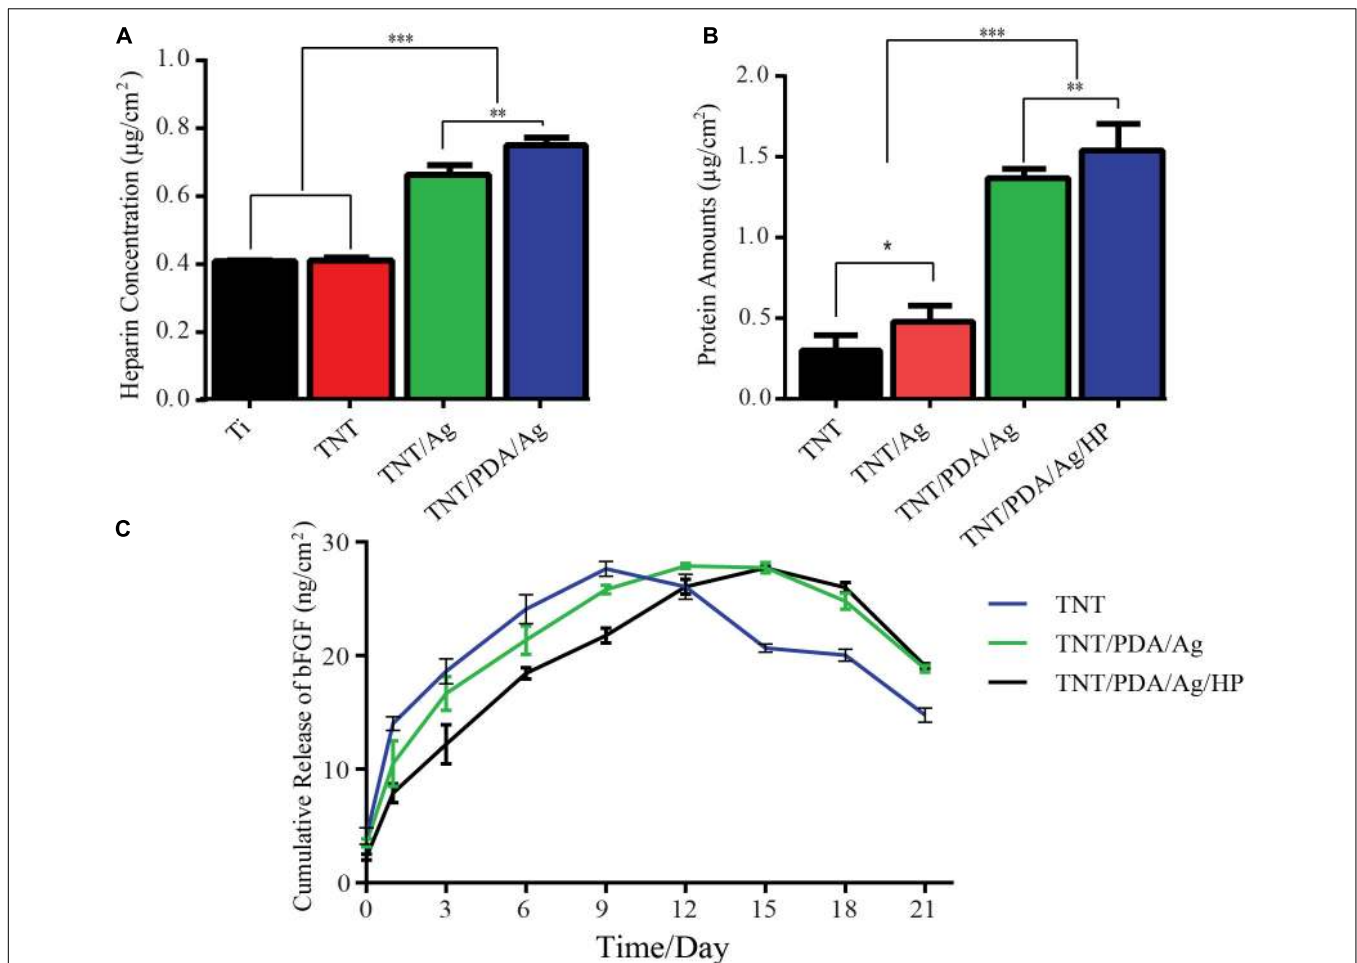 A
Heparin Concentration (µg/cm²)
1.0
0.8
0.6
0.4
0.2
0.0
***
**
Ti
TNT
TNT/Ag
TNT/PDA/Ag
B
Protein Amounts (µg/cm²)
2.0
1.5
1.0
0.5
0.0
***
**
*
TNT
TNT/Ag
TNT/PDA/Ag
TNT/PDA/Ag/HP
C
Cumulative Release of bFGF (ng/cm²)
30
20
10
0
0 3 6 9 12 15 18 21
Time/Day
TNT
TNT/PDA/Ag
TNT/PDA/Ag/HP